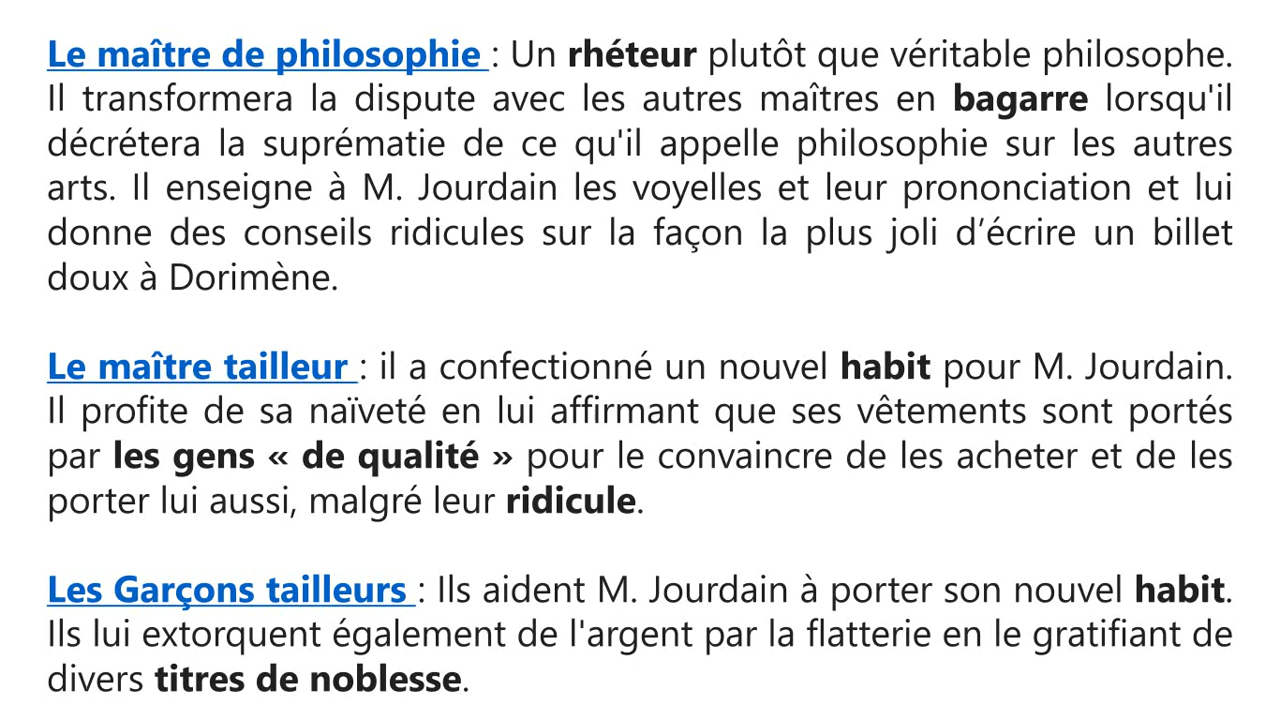 Le maître de philosophie : Un rhéteur plutôt que véritable philosophe.
Il transformera la dispute avec les autres maîtres en bagarre lorsqu'il
décrétera la suprématie de ce qu'il appelle philosophie sur les autres
arts. Il enseigne à M. Jourdain les voyelles et leur prononciation et lui
donne des conseils ridicules sur la façon la plus joli d’écrire un billet
doux à Dorimène.
Le maître tailleur : il a confectionné un nouvel habit pour M. Jourdain.
Il profite de sa naïveté en lui affirmant que ses vêtements sont portés
par les gens « de qualité » pour le convaincre de les acheter et de les
porter lui aussi, malgré leur ridicule.
Les Garçons tailleurs : Ils aident M. Jourdain à porter son nouvel habit.
Ils lui extorquent également de l'argent par la flatterie en le gratifiant de
divers titres de noblesse.